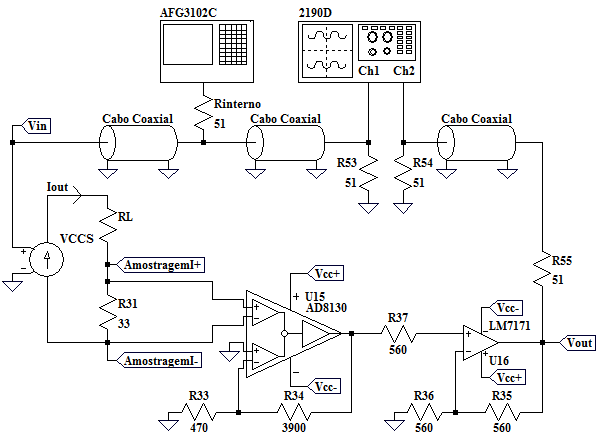 AFG3102C
2190D
Ch1 Ch2
Rinterno
51
Vin
Cabo Coaxial
Cabo Coaxial
Cabo Coaxial
R53
51
R54
51
Iout
RL
VCCS
+
−
AmostragemI+
R31
33
AmostragemI-
Vcc+
+ U15
AD8130
+
−
+
−
−
Vcc-
R37
560
R55
51
Vcc-
−
LM7171
+
−
+
U16
Vcc+
Vout
R33
470
R34
3900
R36
560
R35
560